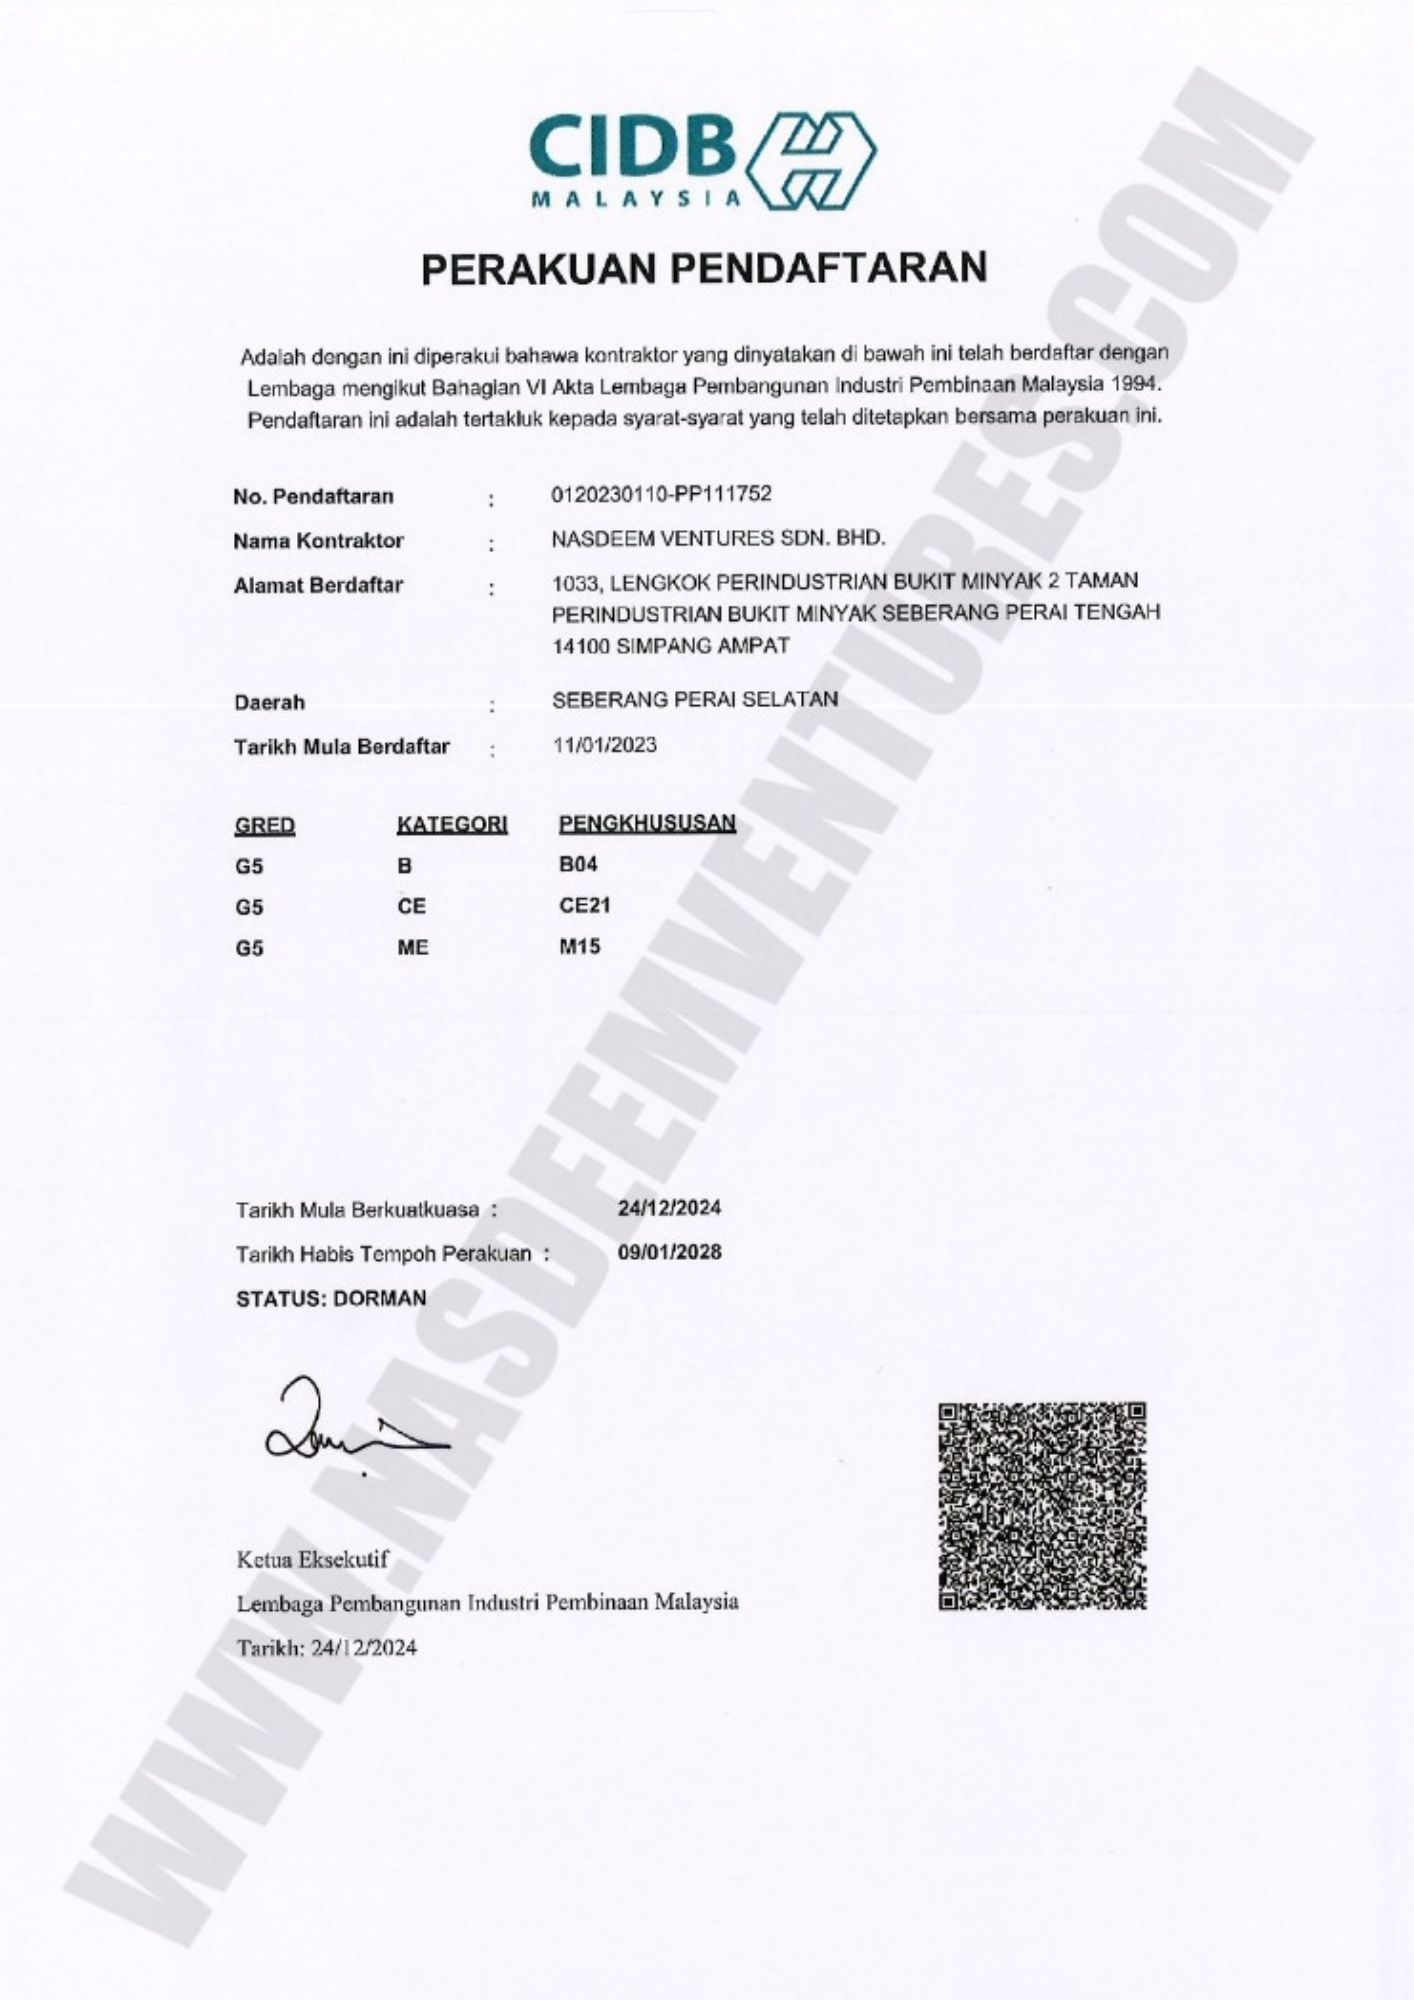 CIDB
MALAYSIA
PERAKUAN PENDAFTARAN
Adalah dengan ini diperakui bahawa kontraktor yang dinyatakan di bawah ini telah berdaftar dengan
Lembaga mengikut Bahagian VI Akta Lembaga Pembangunan Industri Pembinaan Malaysia 1994.
Pendaftaran ini adalah tertakluk kepada syarat-syarat yang telah ditetapkan bersama perakuan ini.
No. Pendaftaran : 0120230110-PP111752
Nama Kontraktor : NASDEEM VENTURES SDN. BHD.
Alamat Berdaftar : 1033, LENGKOK PERINDUSTRIAN BUKIT MINYAK 2 TAMAN
PERINDUSTRIAN BUKIT MINYAK SEBERANG PERAI TENGAH
14100 SIMPANG AMPAT
Daerah : SEBERANG PERAI SELATAN
Tarikh Mula Berdaftar : 11/01/2023
GRED KATEGORI PENGKHUSUSAN
G5 B B04
G5 CE CE21
G5 ME M15
Tarikh Mula Berkuatkuasa : 24/12/2024
Tarikh Habis Tempoh Perakuan : 09/01/2028
STATUS: DORMAN
Ketua Eksekutif
Lembaga Pembangunan Industri Pembinaan Malaysia
Tarikh: 24/12/2024
WWW.NASDEEMVENTURES.COM